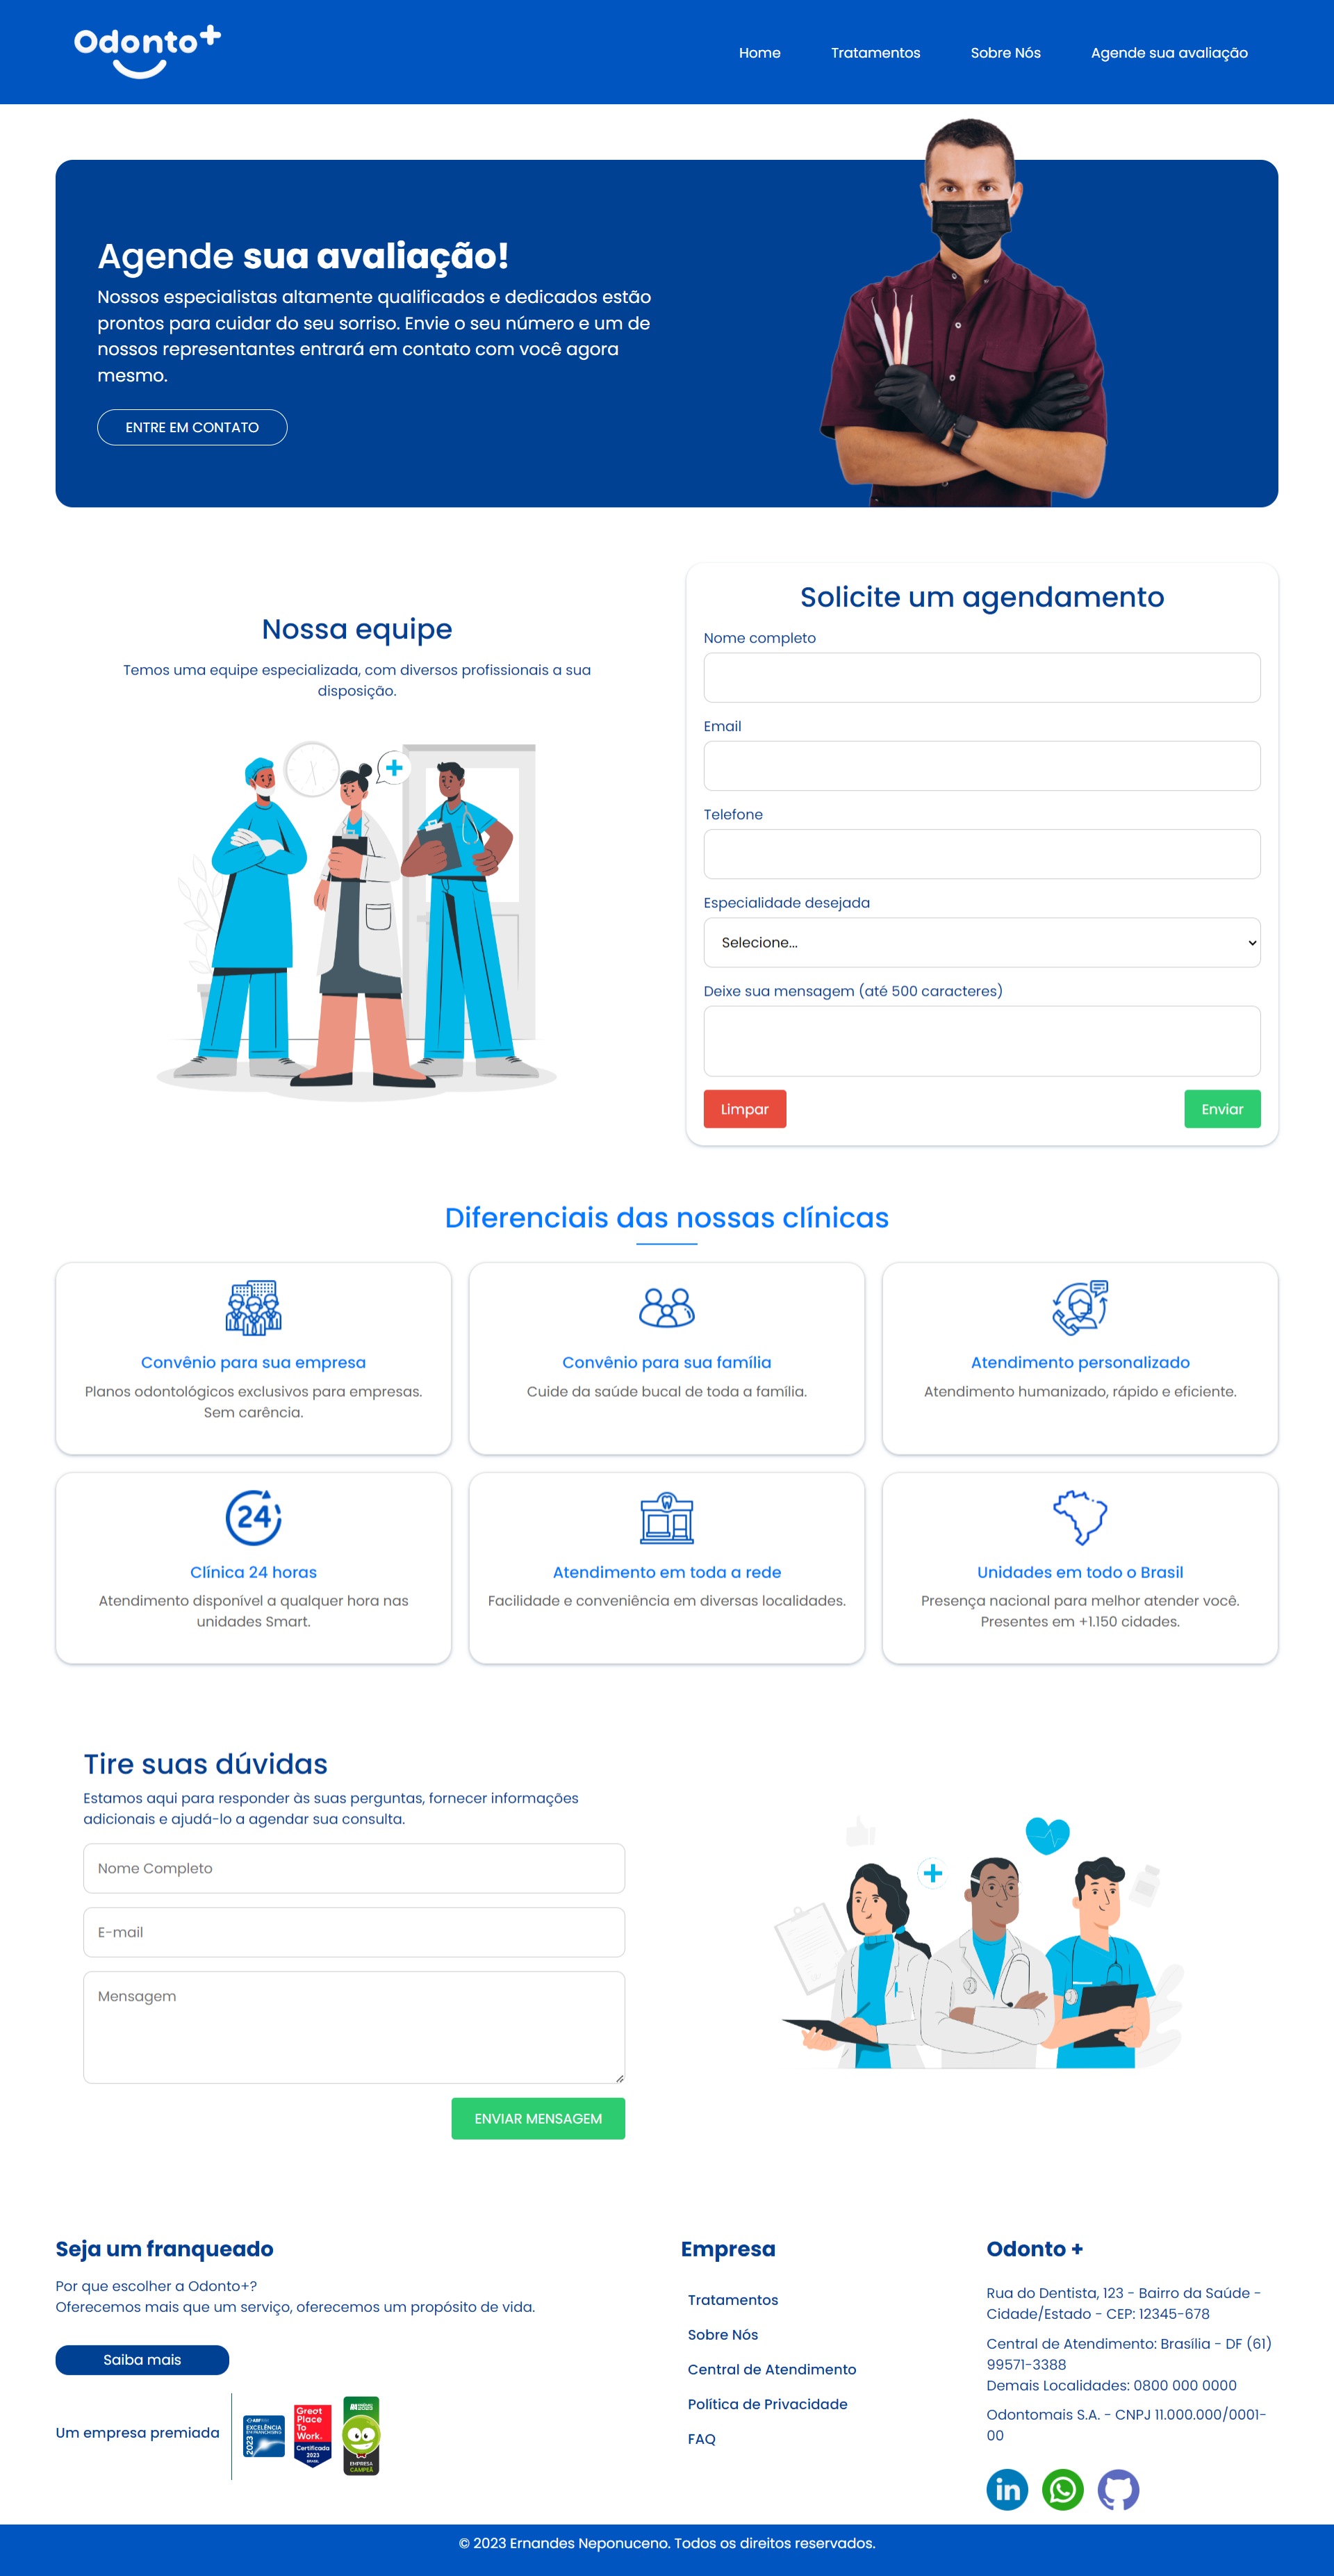 Odonto+
Home
Tratamentos
Sobre Nós
Agende sua avaliação
Agende sua avaliação!
Nossos especialistas altamente qualificados e dedicados estão
prontos para cuidar do seu sorriso. Envie o seu número e um de
nossos representantes entrará em contato com você agora
mesmo.
ENTRE EM CONTATO
Nossa equipe
Temos uma equipe especializada, com diversos profissionais a sua
disposição.
Solicite um agendamento
Nome completo
Email
Telefone
Especialidade desejada
Selecione...
Deixe sua mensagem (até 500 caracteres)
Limpar
Enviar
Diferenciais das nossas clínicas
Convênio para sua empresa
Planos odontológicos exclusivos para empresas.
Sem carência.
Convênio para sua família
Cuide da saúde bucal de toda a família.
Atendimento personalizado
Atendimento humanizado, rápido e eficiente.
24
Clínica 24 horas
Atendimento disponível a qualquer hora nas
unidades Smart.
Atendimento em toda a rede
Facilidade e conveniência em diversas localidades.
Unidades em todo o Brasil
Presença nacional para melhor atender você.
Presentes em +1.150 cidades.
Tire suas dúvidas
Estamos aqui para responder às suas perguntas, fornecer informações
adicionais e ajudá-lo a agendar sua consulta.
Nome Completo
E-mail
Mensagem
ENVIAR MENSAGEM
Seja um franqueado
Por que escolher a Odonto+?
Oferecemos mais que um serviço, oferecemos um propósito de vida.
Saiba mais
Um empresa premiada
2023
EXCELÊNCIA
EM FRANCHISING
Great
Place
To
Work.
Certificada
2023
BRASIL
EMPRESA
CAMPEÃ
Empresa
Tratamentos
Sobre Nós
Central de Atendimento
Política de Privacidade
FAQ
Odonto +
Rua do Dentista, 123 - Bairro da Saúde -
Cidade/Estado - CEP: 12345-678
Central de Atendimento: Brasília - DF (61)
99571-3388
Demais Localidades: 0800 000 0000
Odontomais S.A. - CNPJ 11.000.000/0001-
00
in
© 2023 Ernandes Neponuceno. Todos os direitos reservados.